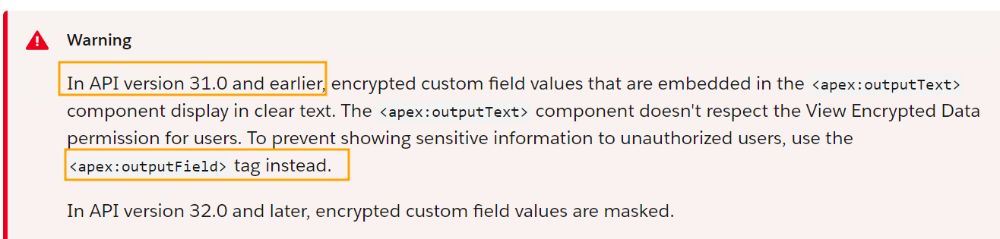 Warning
In API version 31.0 and earlier, encrypted custom field values that are embedded in the <apex:outputText>
component display in clear text. The <apex:outputText> component doesn't respect the View Encrypted Data
permission for users. To prevent showing sensitive information to unauthorized users, use the
<apex:outputField> tag instead.
In API version 32.0 and later, encrypted custom field values are masked.